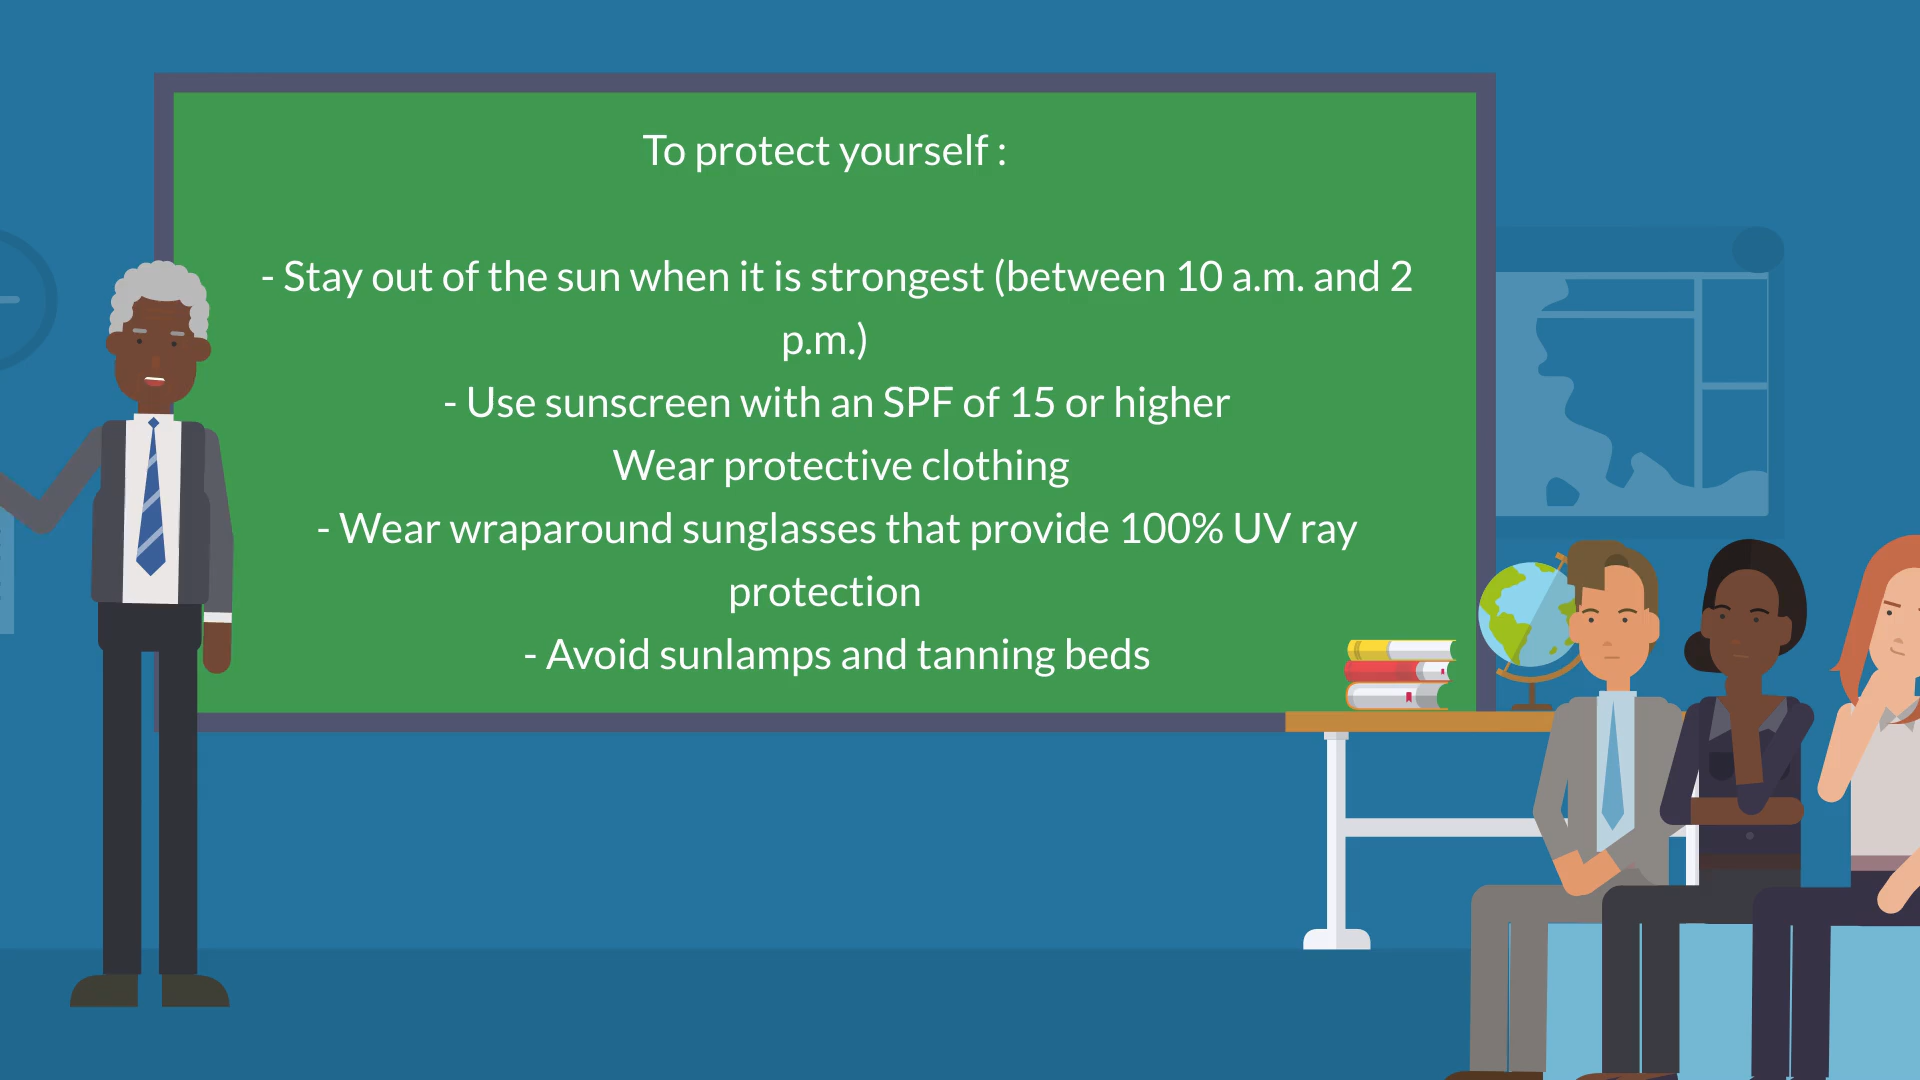 To protect yourself :
- Stay out of the sun when it is strongest (between 10 a.m. and 2
p.m.)
- Use sunscreen with an SPF of 15 or higher
Wear protective clothing
- Wear wraparound sunglasses that provide 100% UV ray
protection
- Avoid sunlamps and tanning beds